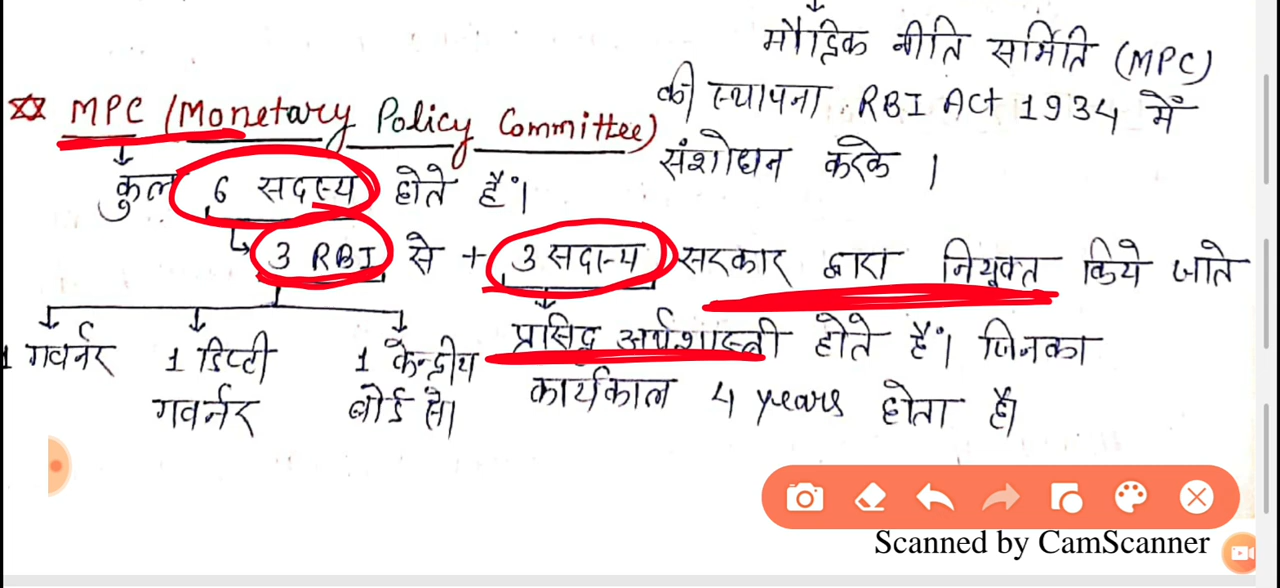 मौद्रिक नीति समिति (MPC)
की स्थापना RBI Act 1934 में
संशोधन करके ।
MPC (Monetary Policy Committee)
कुल 6 सदस्य होते हैं।
3 RBI से + 3 सदस्य सरकार द्वारा नियुक्त किये जाते
प्रसिद्ध अर्थशास्त्री होते हैं। जिनका
कार्यकाल 4 years होता है।
1 गवर्नर
1 डिप्टी
गवर्नर
1 केन्द्रीय
बोर्ड से।
Scanned by CamScanner